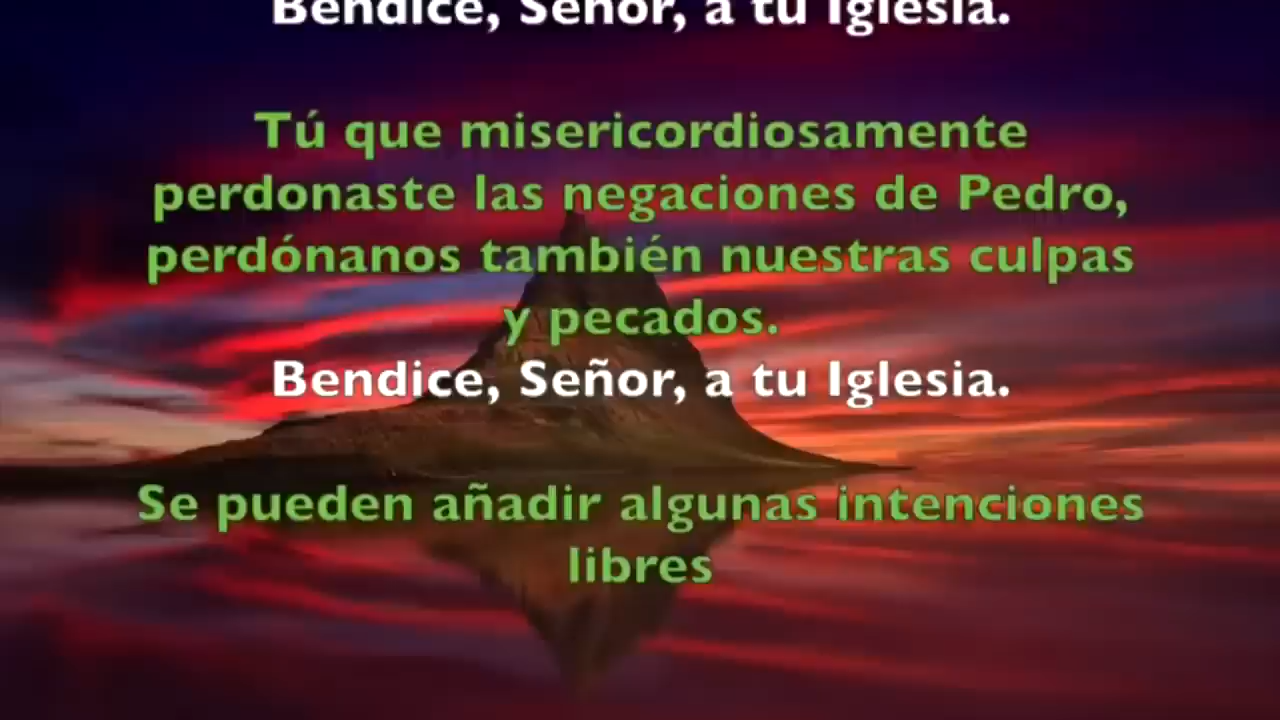 Bendice, Señor, a tu Iglesia.
Tú que misericordiosamente
perdonaste las negaciones de Pedro,
perdónanos también nuestras culpas
y pecados.
Bendice, Señor, a tu Iglesia.
Se pueden añadir algunas intenciones
libres